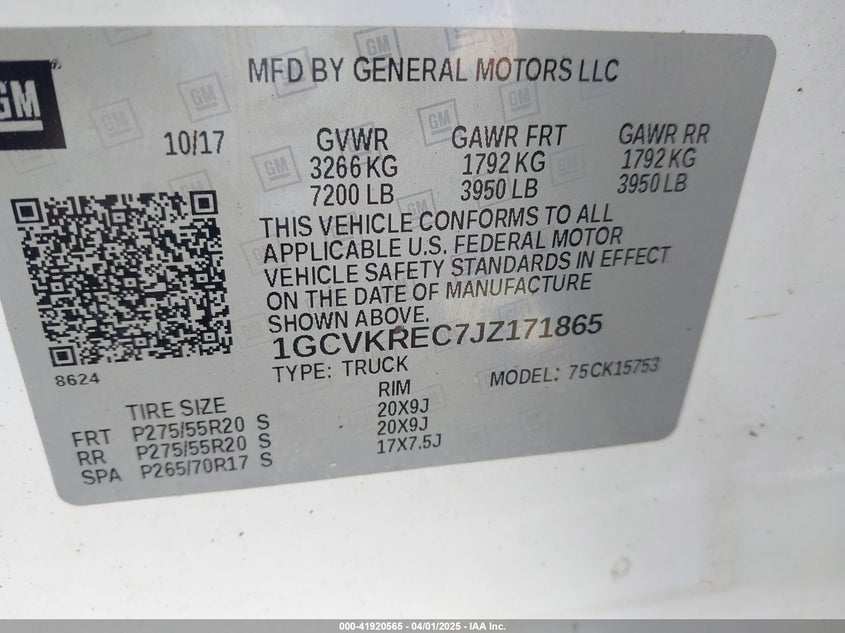 GM
MFD BY GENERAL MOTORS LLC
10/17 GVWR GAWR FRT GAWR RR
3266 KG 1792 KG 1792 KG
7200 LB 3950 LB 3950 LB
THIS VEHICLE CONFORMS TO ALL
APPLICABLE U.S. FEDERAL MOTOR
VEHICLE SAFETY STANDARDS IN EFFECT
ON THE DATE OF MANUFACTURE
SHOWN ABOVE.
1GCVKREC7JZ171865
8624
TYPE: TRUCK MODEL: 75CK15753
TIRE SIZE RIM
FRT P275/55R20 S 20X9J
RR P275/55R20 S 20X9J
SPA P265/70R17 S 17X7.5J
000-41920565 - 04/01/2025 - IAA Inc.